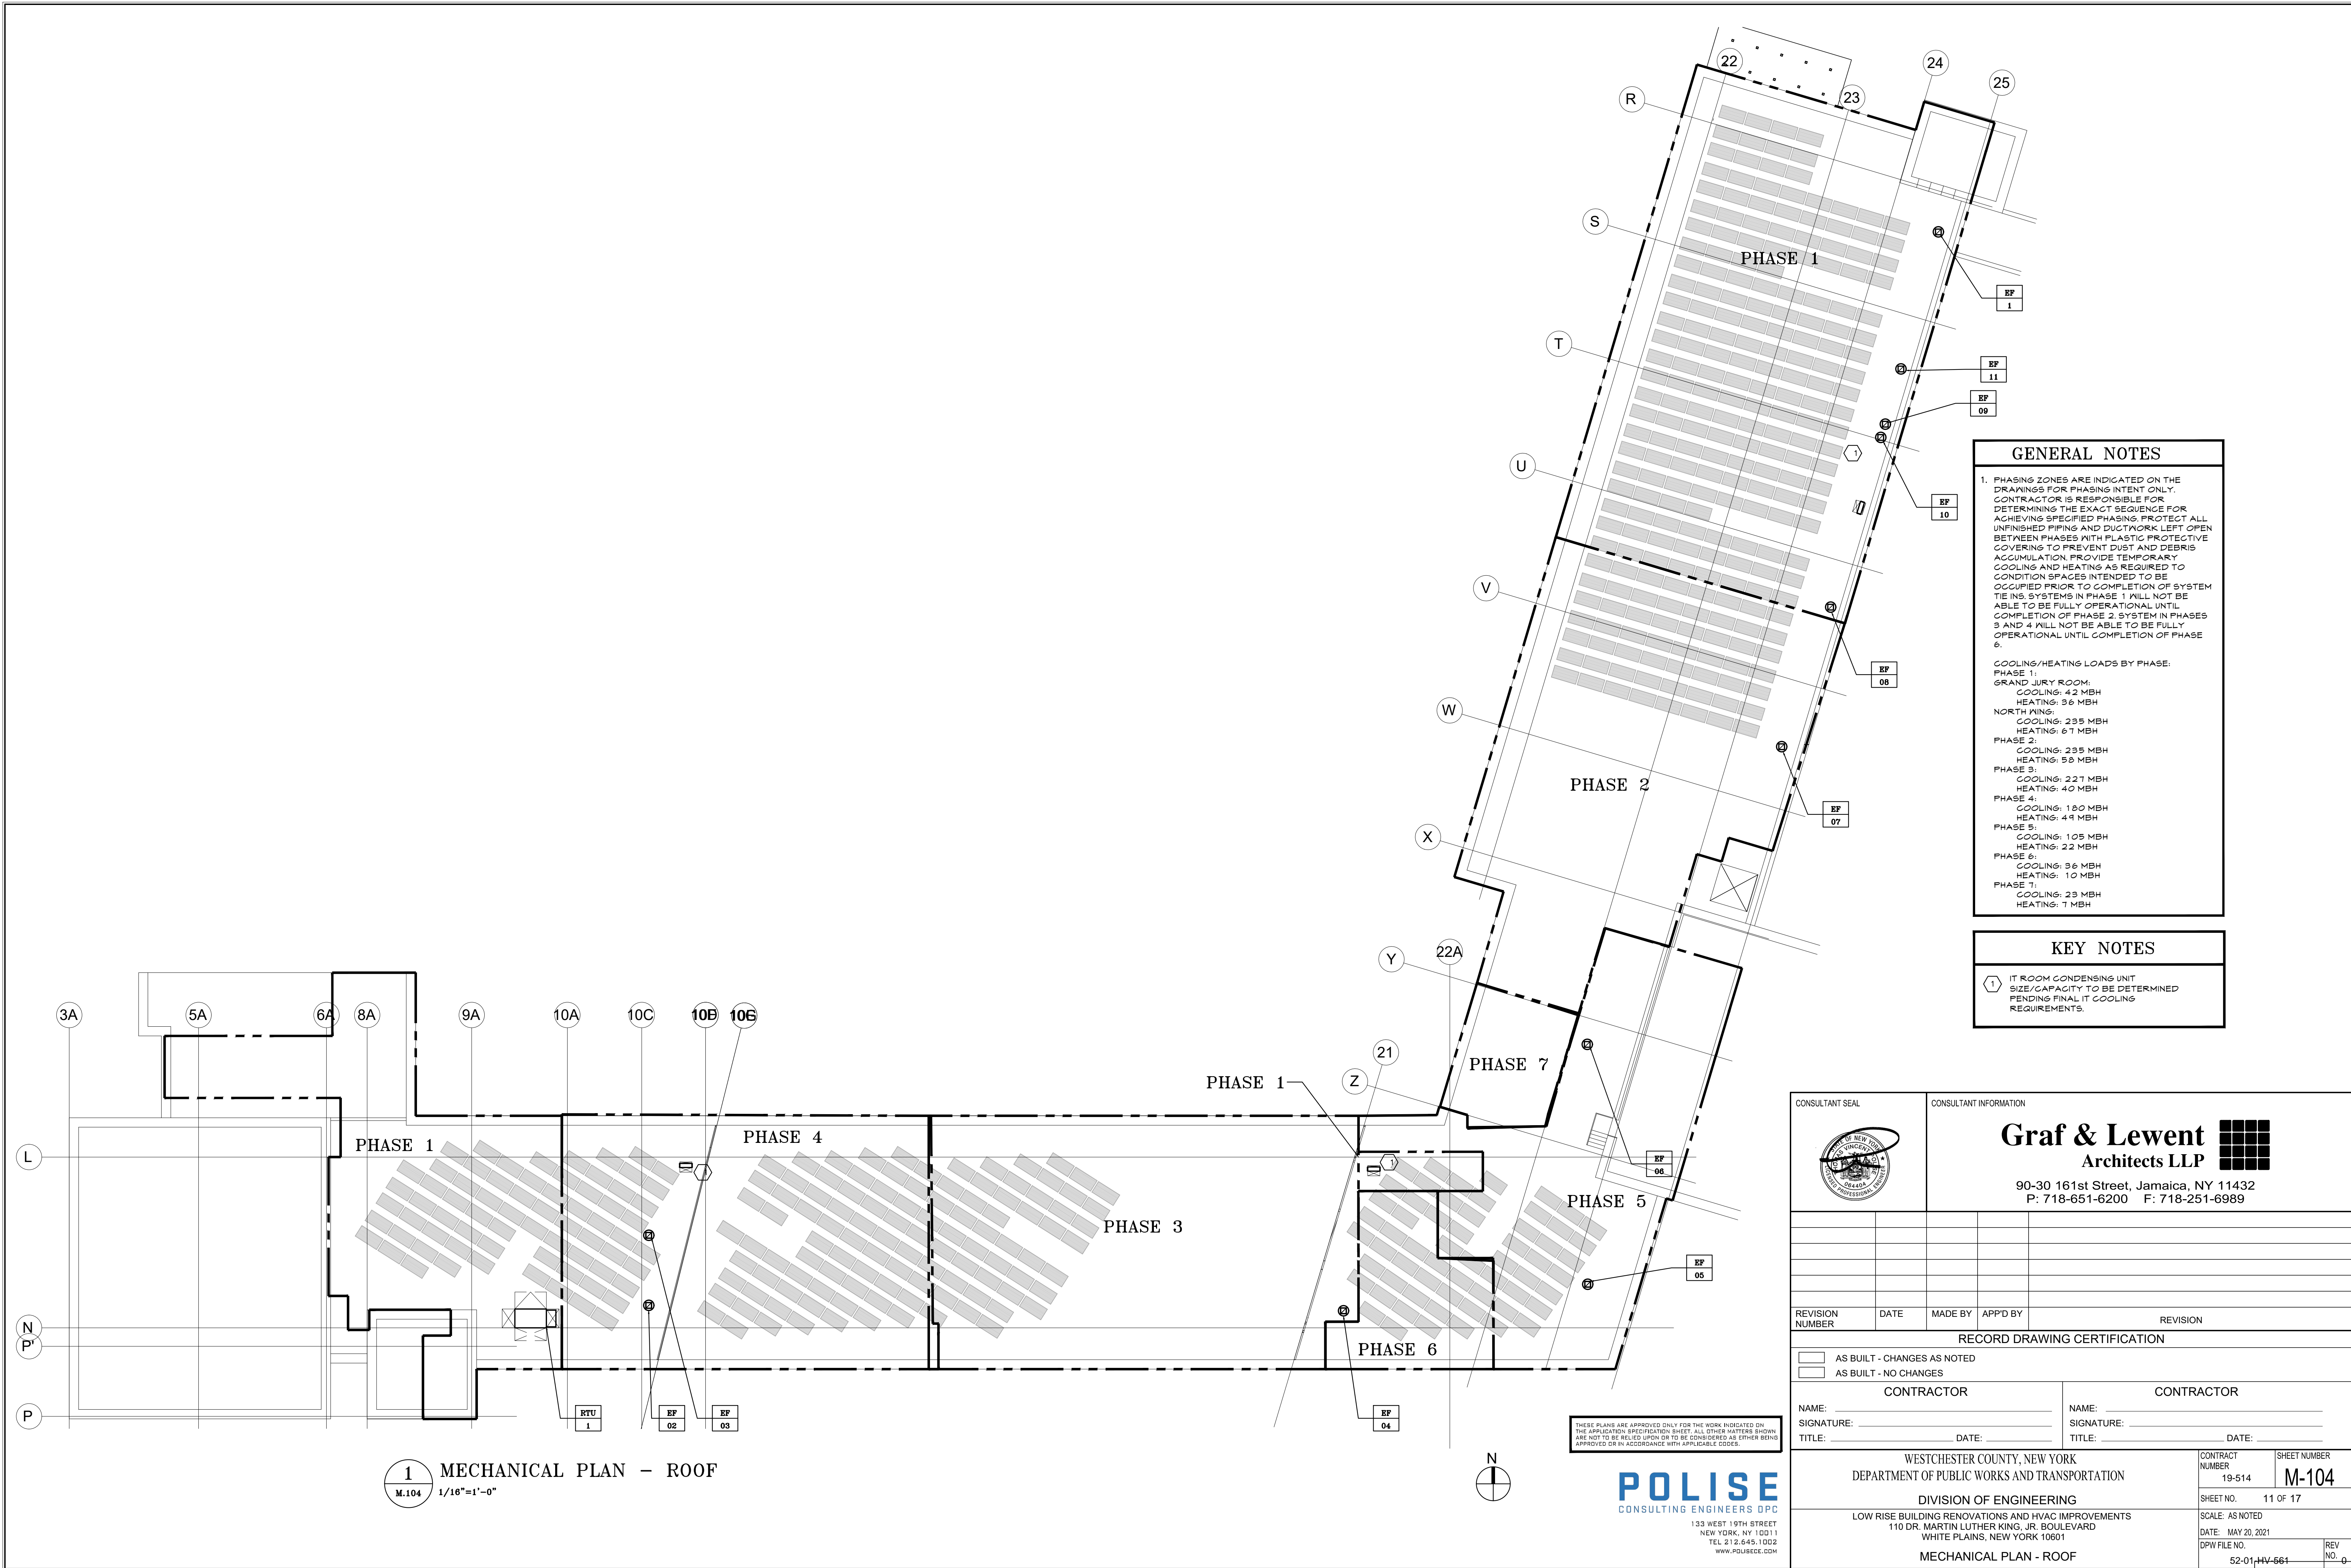 22
24
25
R
23
S
PHASE 1
EF
1
T
EF
11
EF
09
U
1
EF
10
V
EF
08
W
PHASE 2
EF
07
X
Y
22A
GENERAL NOTES
1. PHASING ZONES ARE INDICATED ON THE
DRAWINGS FOR PHASING INTENT ONLY.
CONTRACTOR IS RESPONSIBLE FOR
DETERMINING THE EXACT SEQUENCE FOR
ACHIEVING SPECIFIED PHASING. PROTECT ALL
UNFINISHED PIPING AND DUCTWORK LEFT OPEN
BETWEEN PHASES WITH PLASTIC PROTECTIVE
COVERING TO PREVENT DUST AND DEBRIS
ACCUMULATION. PROVIDE TEMPORARY
COOLING AND HEATING AS REQUIRED TO
CONDITION SPACES INTENDED TO BE
OCCUPIED PRIOR TO COMPLETION OF SYSTEM
TIE INS. SYSTEMS IN PHASE 1 WILL NOT BE
ABLE TO BE FULLY OPERATIONAL UNTIL
COMPLETION OF PHASE 2. SYSTEM IN PHASES
3 AND 4 WILL NOT BE ABLE TO BE FULLY
OPERATIONAL UNTIL COMPLETION OF PHASE
6.
COOLING/HEATING LOADS BY PHASE:
PHASE 1:
GRAND JURY ROOM:
COOLING: 42 MBH
HEATING: 36 MBH
NORTH WING:
COOLING: 235 MBH
HEATING: 67 MBH
PHASE 2:
COOLING: 235 MBH
HEATING: 58 MBH
PHASE 3:
COOLING: 227 MBH
HEATING: 40 MBH
PHASE 4:
COOLING: 180 MBH
HEATING: 49 MBH
PHASE 5:
COOLING: 105 MBH
HEATING: 22 MBH
PHASE 6:
COOLING: 36 MBH
HEATING: 10 MBH
PHASE 7:
COOLING: 23 MBH
HEATING: 7 MBH
KEY NOTES
1 IT ROOM CONDENSING UNIT
SIZE/CAPACITY TO BE DETERMINED
PENDING FINAL IT COOLING
REQUIREMENTS.
3A 5A 6A 8A 9A 10A 10C
21
Z
PHASE 1
PHASE 7
L
PHASE 1
PHASE 4
1
1
EF
06
PHASE 5
PHASE 3
EF
05
N
P'
PHASE 6
P
RTU
1
EF
02
EF
03
EF
04
1
M.104
MECHANICAL PLAN - ROOF
1/16"=1'-0"
N
THESE PLANS ARE APPROVED ONLY FOR THE WORK INDICATED ON
THE APPLICATION SPECIFICATION SHEET. ALL OTHER MATTERS SHOWN
ARE NOT TO BE RELIED UPON OR TO BE CONSIDERED AS EITHER BEING
APPROVED OR IN ACCORDANCE WITH APPLICABLE CODES.
POLISE
CONSULTING ENGINEERS DPC
133 WEST 19TH STREET
NEW YORK, NY 10011
TEL 212.645.1002
WWW.POLISECE.COM
CONSULTANT SEAL
CONSULTANT INFORMATION
Graf & Lewent
Architects LLP
90-30 161st Street, Jamaica, NY 11432
P: 718-651-6200 F: 718-251-6989
REVISION NUMBER DATE MADE BY APP'D BY REVISION
RECORD DRAWING CERTIFICATION
AS BUILT - CHANGES AS NOTED
AS BUILT - NO CHANGES
CONTRACTOR CONTRACTOR
NAME: NAME:
SIGNATURE: SIGNATURE:
TITLE: DATE: TITLE: DATE:
WESTCHESTER COUNTY, NEW YORK
DEPARTMENT OF PUBLIC WORKS AND TRANSPORTATION
DIVISION OF ENGINEERING
LOW RISE BUILDING RENOVATIONS AND HVAC IMPROVEMENTS
110 DR. MARTIN LUTHER KING, JR. BOULEVARD
WHITE PLAINS, NEW YORK 10601
MECHANICAL PLAN - ROOF
CONTRACT NUMBER
19-514
SHEET NUMBER
M-104
SHEET NO. 11 OF 17
SCALE: AS NOTED
DATE: MAY 20, 2021
DPW FILE NO.
52-01-HV-561
REV NO. 0